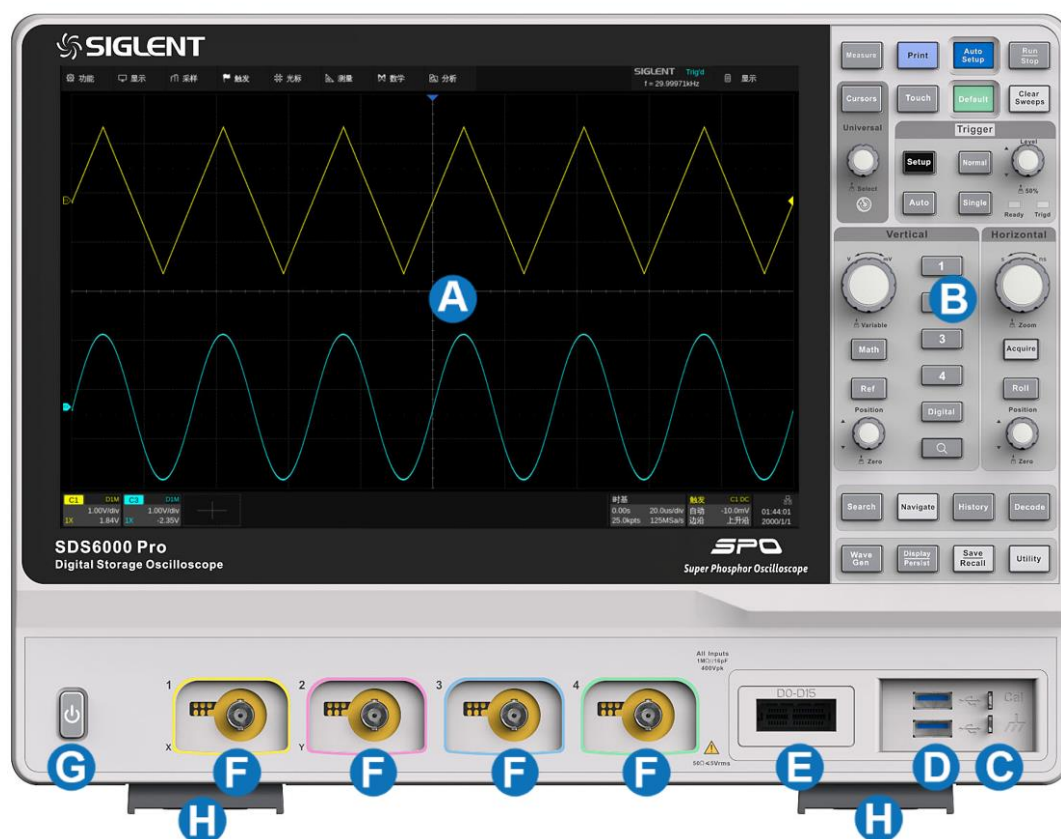 SIGLENT
功能 显示 采样 触发 光标 测量 数学 分析
SIGLENT Trig'd
f = 29.99971kHz
显示
A
C1 D1M
1.00V/div
1X 1.84V
C3 D1M
1.00V/div
1X -2.35V
时基
0.00s 20.0us/div
25.0kpts 125MSa/s
触发 C1 DC
自动 -10.0mV
边沿 上升沿
01:44:01
2000/1/1
SDS6000 Pro
Digital Storage Oscilloscope
SPO
Super Phosphor Oscilloscope
Measure
Print
Auto Setup
Run Stop
Cursors
Touch
Default
Clear Sweeps
Universal
Select
Trigger
Setup
Normal
Level
50%
Auto
Single
Ready Trigd
Vertical
V mV
Variable
Math
Ref
Position
Zero
1
B
3
4
Digital
Horizontal
s ns
Zoom
Acquire
Roll
Position
Zero
Search
Navigate
History
Decode
Wave Gen
Display Persist
Save Recall
Utility
G
1
X
F
2
Y
F
3
F
4
F
All Inputs
1MΩ//16pF
400Vpk
50Ω≤5Vrms
D0-D15
E
D
Cal
C
H
H